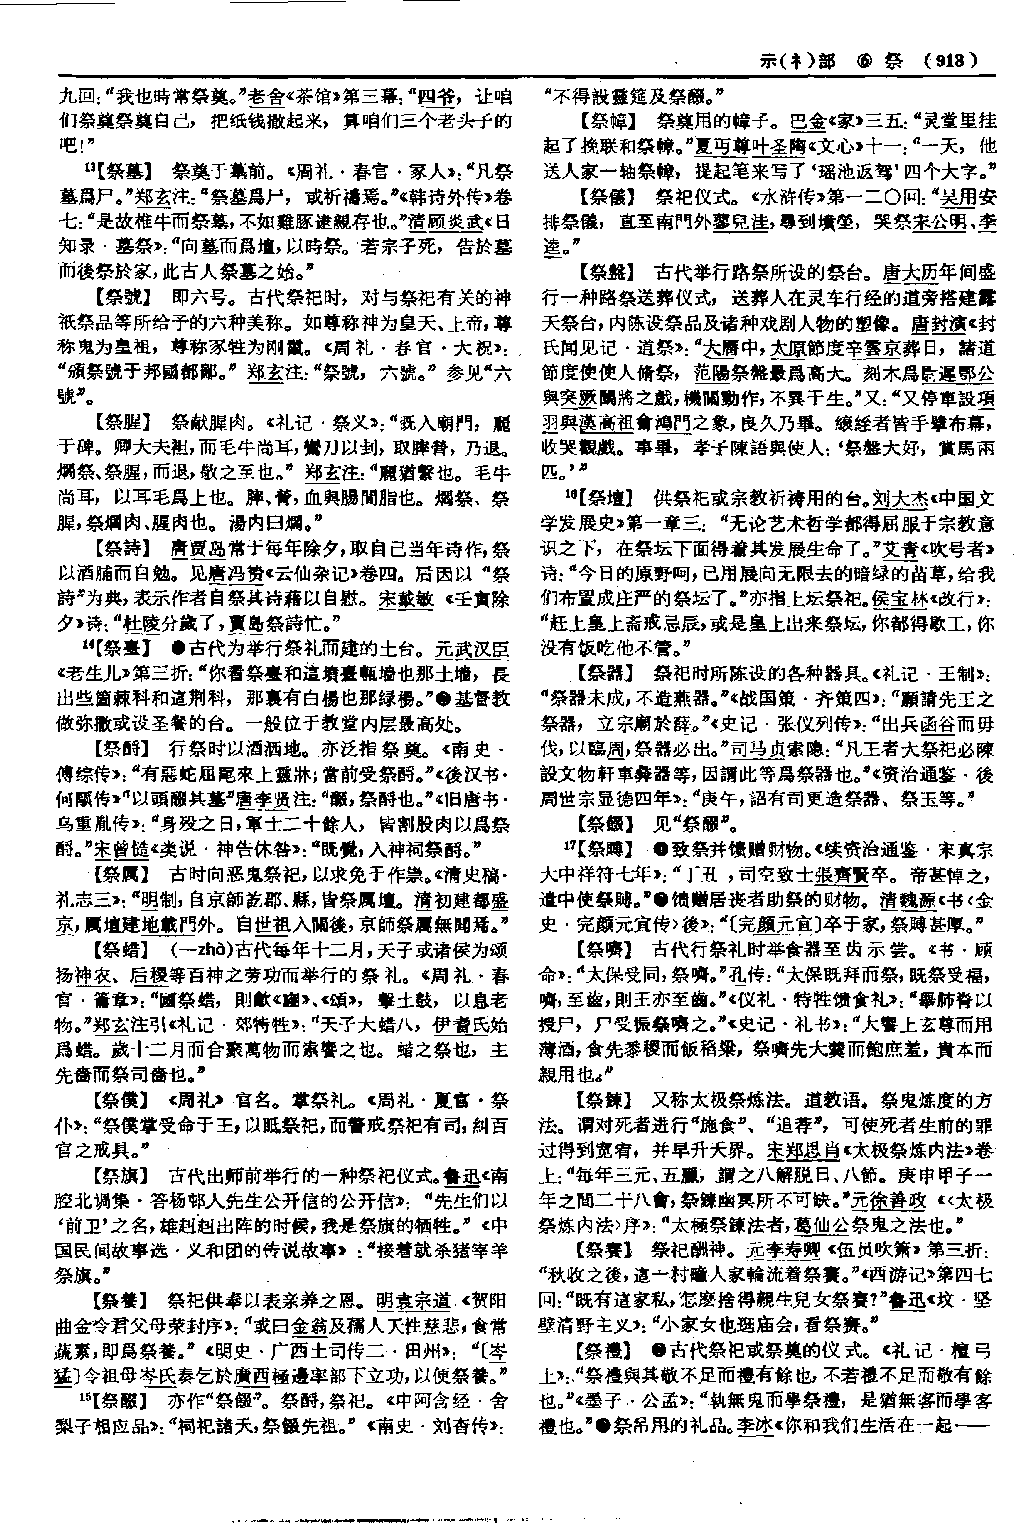 示(礻)部　⑥　祭　(913)
九回：“我也時常祭奠。”老舍《茶馆》第三幕：“四爷，让咱
们祭奠祭奠自己，把纸钱撒起来，算咱们三个老头子的
吧！”
¹³【祭墓】　祭奠于墓前。《周礼·春官·冢人》：“凡祭
墓爲尸。”郑玄注：“祭墓爲尸，或祈禱焉。”《韩诗外传》卷
七：“是故椎牛而祭墓，不如雞豚逮親存也。”清顾炎武《日
知录·墓祭》：“向墓而爲壇，以時祭。若宗子死，告於墓
而後祭於家，此古人祭墓之始。”
【祭號】　即六号。古代祭祀时，对与祭祀有关的神
祇祭品等所给予的六种美称。如尊称神为皇天、上帝，尊
称鬼为皇祖，尊称豕牲为刚鬣。《周礼·春官·大祝》：
“頒祭號于邦國都鄙。”郑玄注：“祭號，六號。”参见“六
號”。
【祭腥】　祭献腥肉。《礼记·祭义》：“既入廟門，麗
于碑。卿大夫袒，而毛牛尚耳，鸞刀以刲，取膟膋，乃退。
爓祭、祭腥，而退，敬之至也。”郑玄注：“麗猶繫也。毛牛
尚耳，以耳毛爲上也。膟、膋，血與腸間脂也。爓祭、祭
腥，祭爓肉、腥肉也。湯肉曰爓。”
【祭詩】　唐贾岛常于每年除夕，取自己当年诗作，祭
以酒脯而自勉。见唐冯贽《云仙杂记》卷四。后因以“祭
詩”为典，表示作者自祭其诗藉以自慰。宋戴敏《壬寅除
夕》诗：“杜陵分歲了，賈島祭詩忙。”
¹⁴【祭臺】　❶古代为举行祭礼而建的土台。元武汉臣
《老生儿》第三折：“你看祭臺和這墳臺甎墙也那土墙，長
出些箇棘科和這荆科，那裏有白楊也那緑楊。”❷基督教
做弥撒或设圣餐的台。一般位于教堂内层最高处。
【祭酹】　行祭时以酒洒地。亦泛指祭奠。《南史·
傅综传》：“有惡蛇屈尾來上靈牀，當前受祭酹。”《後汉书·
何顒传》“以頭醊其墓”唐李贤注：“醊，祭酹也。”《旧唐书·
乌重胤传》：“身殁之日，軍士二十餘人，皆割股肉以爲祭
酹。”宋曾慥《类说·神告休咎》：“既覺，入神祠祭酹。”
【祭厲】　古时向恶鬼祭祀，以求免于作祟。《清史稿·
礼志三》：“明制，自京師訖郡、縣，皆祭厲壇。清初建都盛
京，厲壇建地載門外。自世祖入關後，京師祭厲無聞焉。”
【祭蜡】　(—zhà)古代每年十二月，天子或诸侯为颂
扬神农、后稷等百神之劳功而举行的祭礼。《周礼·春
官·籥章》：“國祭蜡，則龡《豳》、《頌》，擊土鼓，以息老
物。”郑玄注引《礼记·郊特牲》：“天子大蜡八，伊耆氏始
爲蜡。歲十二月而合聚萬物而索饗之也。蜡之祭也，主
先嗇而祭司嗇也。”
【祭僕】　《周礼》官名。掌祭礼。《周礼·夏官·祭
仆》：“祭僕掌受命于王，以眡祭祀，而警戒祭祀有司，糾百
官之戒具。”
【祭旗】　古代出师前举行的一种祭祀仪式。鲁迅《南
腔北调集·答杨邨人先生公开信的公开信》：“先生们以
‘前卫’之名，雄赳赳出阵的时候，我是祭旗的牺牲。”《中
国民间故事选·义和团的传说故事》：“接着就杀猪宰羊
祭旗。”
【祭養】　祭祀供奉以表亲养之恩。明袁宗道《贺阳
曲金令君父母荣封序》：“或曰金翁及孺人天性慈悲，食常
蔬素，即爲祭養。”《明史·广西土司传二·田州》：“〔岑
猛〕令祖母岑氏奏乞於廣西極邊率部下立功，以便祭養。”
¹⁵【祭醊】　亦作“祭餟”。祭酹，祭祀。《中阿含经·舍
梨子相应品》：“祠祀諸天，祭餟先祖。”《南史·刘杳传》：
“不得設靈筵及祭醊。”
【祭幛】　祭奠用的幛子。巴金《家》三五：“灵堂里挂
起了挽联和祭幛。”夏丏尊叶圣陶《文心》十一：“一天，他
送人家一轴祭幛，提起笔来写了‘瑶池返驾’四个大字。”
【祭儀】　祭祀仪式。《水浒传》第一二〇回：“吴用安
排祭儀，直至南門外蓼兒洼，尋到墳塋，哭祭宋公明、李
逵。”
【祭盤】　古代举行路祭所设的祭台。唐大历年间盛
行一种路祭送葬仪式，送葬人在灵车行经的道旁搭建露
天祭台，内陈设祭品及诸种戏剧人物的塑像。唐封演《封
氏闻见记·道祭》：“大曆中，太原節度辛雲京葬日，諸道
節度使使人脩祭，范陽祭盤最爲高大。刻木爲尉遲鄂公
與突厥鬭將之戲，機關動作，不異于生。”又：“又停車設項
羽與漢高祖會鴻門之象，良久乃畢。縗絰者皆手擘布幕，
收哭觀戲。事畢，孝子陳語與使人：‘祭盤大好，賞馬兩
匹。’”
¹⁶【祭壇】　供祭祀或宗教祈祷用的台。刘大杰《中国文
学发展史》第一章三：“无论艺术哲学都得屈服于宗教意
识之下，在祭坛下面得着其发展生命了。”艾青《吹号者》
诗：“今日的原野呵，已用展向无限去的暗绿的苗草，给我
们布置成庄严的祭坛了。”亦指上坛祭祀。侯宝林《改行》：
“赶上皇上斋戒忌辰，或是皇上出来祭坛，你都得歇工，你
没有饭吃他不管。”
【祭器】　祭祀时所陈设的各种器具。《礼记·王制》：
“祭器未成，不造燕器。”《战国策·齐策四》：“願請先王之
祭器，立宗廟於薛。”《史记·张仪列传》：“出兵函谷而毋
伐，以臨周，祭器必出。”司马贞索隐：“凡王者大祭祀必陳
設文物軒車彝器等，因謂此等爲祭器也。”《资治通鉴·後
周世宗显德四年》：“庚午，詔有司更造祭器、祭玉等。”
【祭餟】　见“祭醊”。
¹⁷【祭賻】　❶致祭并馈赠财物。《续资治通鉴·宋真宗
大中祥符七年》：“丁丑，司空致士張齊賢卒。帝甚悼之，
遣中使祭賻。”❷馈赠居丧者助祭的财物。清魏源《书〈金
史·完颜元宜传〉後》：“〔完颜元宜〕卒于家，祭賻甚厚。”
【祭嚌】　古代行祭礼时举食器至齿示尝。《书·顾
命》：“太保受同，祭嚌。”孔传：“太保既拜而祭，既祭受福，
嚌，至齒，則王亦至齒。”《仪礼·特牲馈食礼》：“舉肺脊以
授尸，尸受振祭嚌之。”《史记·礼书》：“大饗上玄尊而用
薄酒，食先黍稷而飯稻粱，祭嚌先大羹而飽庶羞，貴本而
親用也。”
【祭鍊】　又称太极祭炼法。道教语。祭鬼炼度的方
法。谓对死者进行“施食”、“追荐”，可使死者生前的罪
过得到宽宥，并早升天界。宋郑思肖《太极祭炼内法》卷
上：“每年三元、五臘，謂之八解脱日、八節。庚申甲子一
年之間二十八會，祭鍊幽冥所不可缺。”元徐善政《〈太极
祭炼内法〉序》：“太極祭鍊法者，葛仙公祭鬼之法也。”
【祭賽】　祭祀酬神。元李寿卿《伍员吹箫》第三折：
“秋收之後，這一村疃人家輪流着祭賽。”《西游记》第四七
回：“既有這家私，怎麽捨得親生兒女祭賽？”鲁迅《坟·坚
壁清野主义》：“小家女也逛庙会，看祭赛。”
【祭禮】　❶古代祭祀或祭奠的仪式。《礼记·檀弓
上》：“祭禮與其敬不足而禮有餘也，不若禮不足而敬有餘
也。”《墨子·公孟》：“執無鬼而學祭禮，是猶無客而學客
禮也。”❷祭吊用的礼品。李冰《你和我们生活在一起——